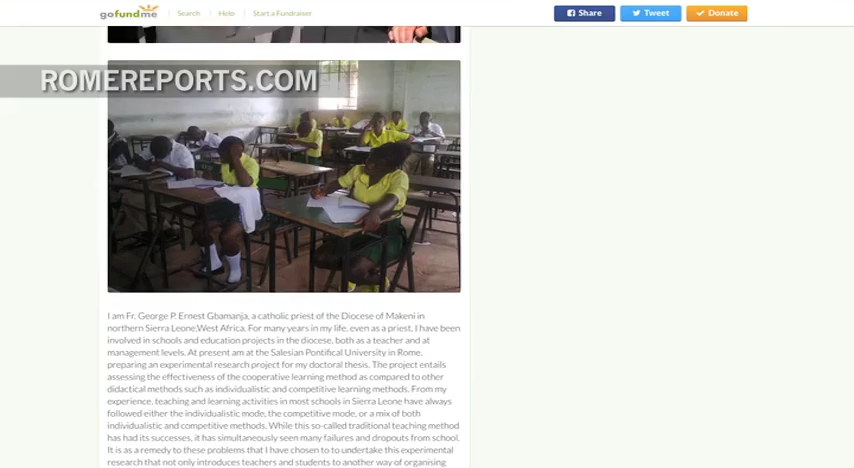 gofundme Search Help Start a Fundraiser Share Tweet Donate
ROMEREPORTS.COM
I am Fr. George P. Ernest Gbamanja, a catholic priest of the Diocese of Makeni in
northern Sierra Leone,West Africa. For many years in my life, even as a priest, I have been
involved in schools and education projects in the diocese, both as a teacher and at
management levels. At present am at the Salesian Pontifical University in Rome,
preparing an experimental research project for my doctoral thesis. The project entails
assessing the effectiveness of the cooperative learning method as compared to other
didactical methods such as individualistic and competitive learning methods. From my
experience, teaching and learning activities in most schools in Sierra Leone have always
followed either the individualistic mode, the competitive mode, or a mix of both
individualistic and competitive methods. While this so-called traditional teaching method
has had its successes, it has simultaneously seen many failures and dropouts from school.
It is as a remedy to these problems that I have chosen to to undertake this experimental
research that not only introduces teachers and students to another way of organising